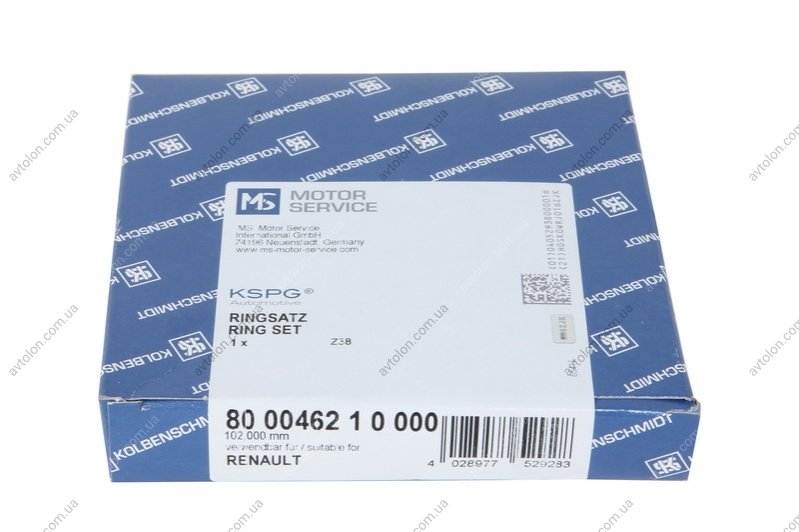 KOLBENSCHMIDT
MS MOTOR
SERVICE
MS Motor Service
International GmbH
74196 Neuenstadt, Germany
www.ms-motor-service.com
KSPG®
Automotive
RINGSATZ
RING SET
1 x Z38
80 00462 1 0 000
102.000 mm
verwendbar für / suitable for
RENAULT
4 028977 529283
KOLBENSCHMIDT
KOLBENSCHMIDT
avtolon.com.ua